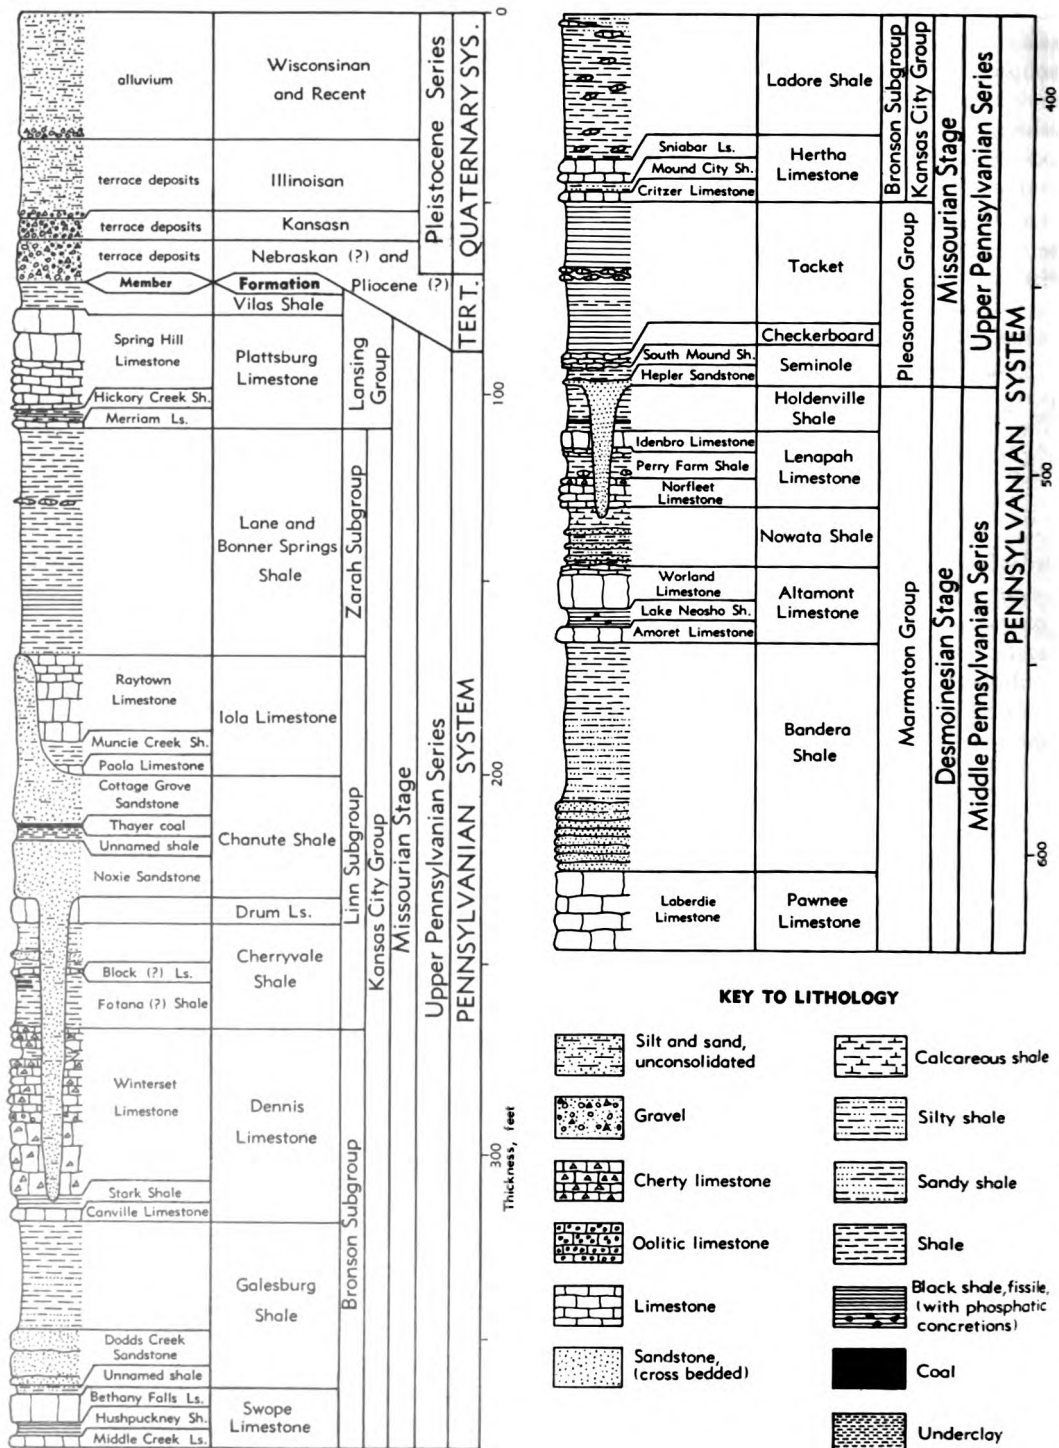 0
alluvium
Wisconsinan
and Recent
Pleistocene Series
QUATERNARY SYS.
terrace deposits
Illinoisan
terrace deposits
Kansasn
terrace deposits
Nebraskan (?) and
Member
Formation
Pliocene (?)
TERT.
Vilas Shale
Spring Hill
Limestone
Plattsburg
Limestone
Hickory Creek Sh.
Merriam Ls.
Lansing
Group
100
Lane and
Bonner Springs
Shale
Zarah Subgroup
Raytown
Limestone
Iola Limestone
Muncie Creek Sh.
Paola Limestone
200
Cottage Grove
Sandstone
Thayer coal
Unnamed shale
Chanute Shale
Noxie Sandstone
Drum Ls.
Linn Subgroup
Kansas City Group
Missourian Stage
Upper Pennsylvanian Series
PENNSYLVANIAN SYSTEM
Cherryvale
Shale
Block (?) Ls.
Fotana (?) Shale
Winterset
Limestone
Dennis
Limestone
Stark Shale
Canville Limestone
300
Thickness, feet
Bronson Subgroup
Galesburg
Shale
Dodds Creek
Sandstone
Unnamed shale
Bethany Falls Ls.
Hushpuckney Sh.
Middle Creek Ls.
Swope
Limestone
Ladore Shale
Bronson Subgroup
Kansas City Group
400
Sniabar Ls.
Mound City Sh.
Critzer Limestone
Hertha
Limestone
Tacket
Checkerboard
South Mound Sh.
Hepler Sandstone
Seminole
Pleasanton Group
Missourian Stage
Upper Pennsylvanian Series
PENNSYLVANIAN SYSTEM
Holdenville
Shale
Idenbro Limestone
Perry Farm Shale
Norfleet
Limestone
Lenapah
Limestone
500
Nowata Shale
Worland
Limestone
Lake Neosho Sh.
Amoret Limestone
Altamont
Limestone
Bandera
Shale
Marmaton Group
Desmoinesian Stage
Middle Pennsylvanian Series
600
Laberdie
Limestone
Pawnee
Limestone
KEY TO LITHOLOGY
Silt and sand,
unconsolidated
Gravel
Cherty limestone
Oolitic limestone
Limestone
Sandstone,
(cross bedded)
Calcareous shale
Silty shale
Sandy shale
Shale
Black shale, fissile,
(with phosphatic
concretions)
Coal
Underclay